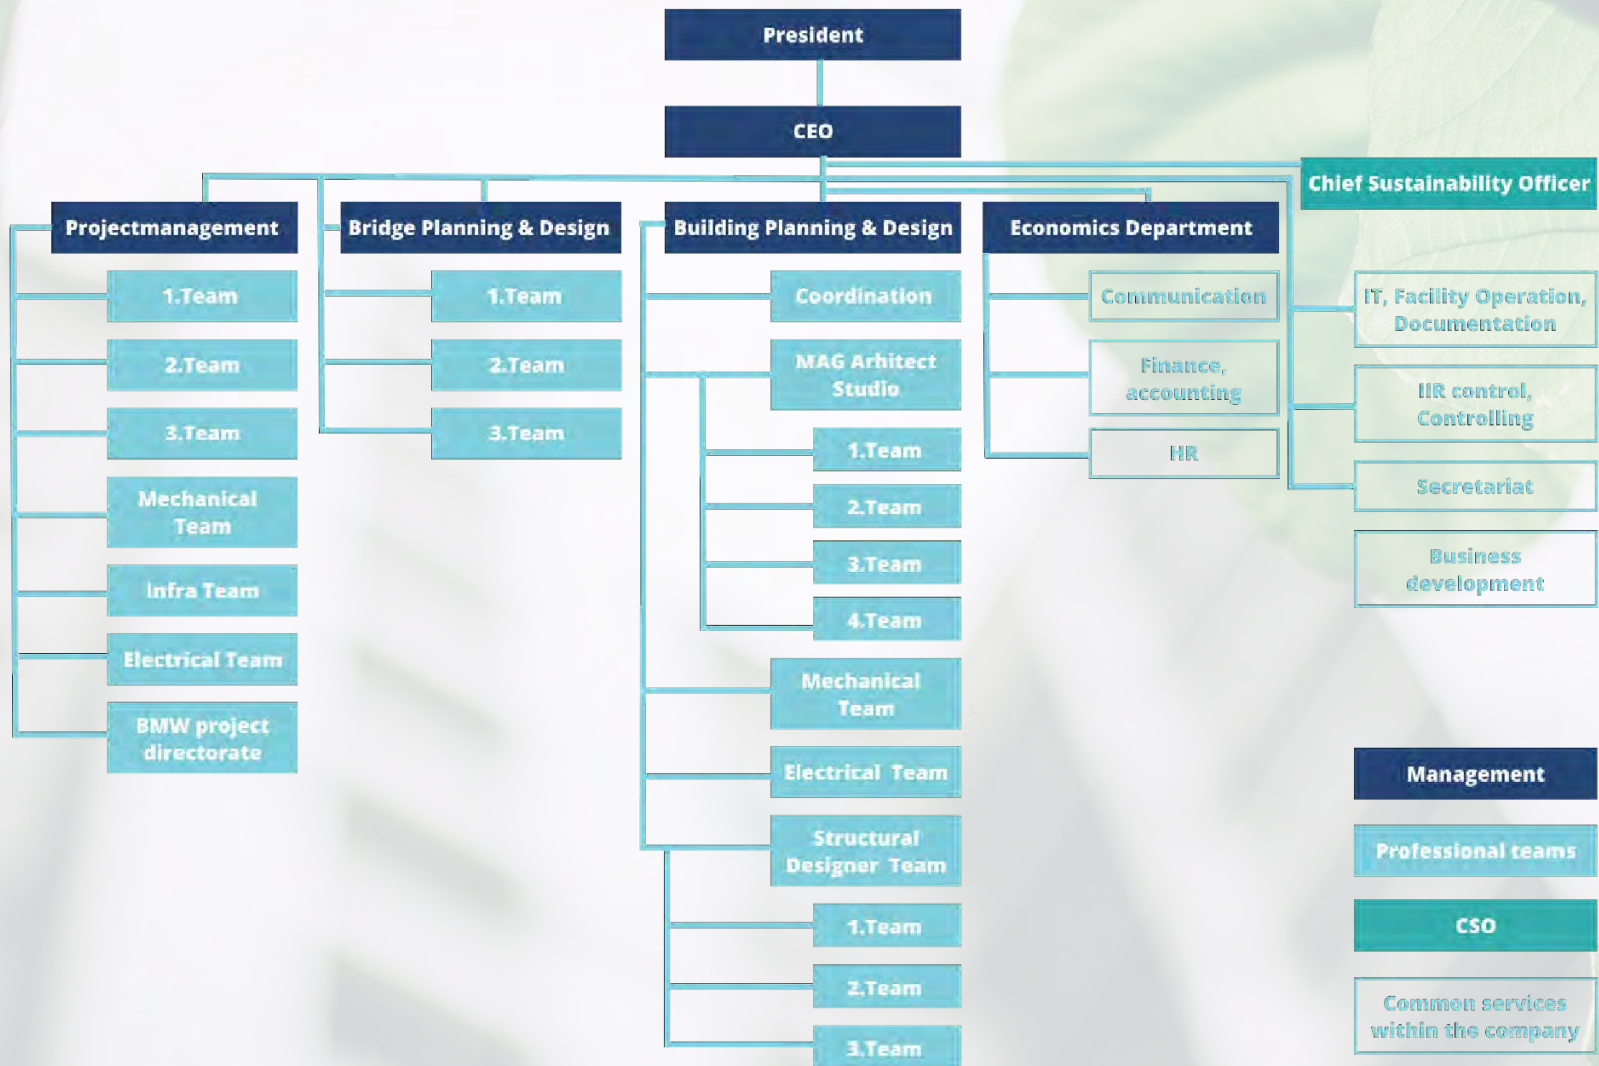 President
CEO
Chief Sustainability Officer
Projectmanagement
1.Team
2.Team
3.Team
Mechanical
Team
Infra Team
Electrical Team
BMW project
directorate
Bridge Planning & Design
1.Team
2.Team
3.Team
Building Planning & Design
Coordination
MAG Arhitect
Studio
1.Team
2.Team
3.Team
4.Team
Mechanical
Team
Electrical Team
Structural
Designer Team
1.Team
2.Team
3.Team
Economics Department
Communication
Finance,
accounting
HR
IT, Facility Operation,
Documentation
IIR control,
Controlling
Secretariat
Business
development
Management
Professional teams
CSO
Common services
within the company